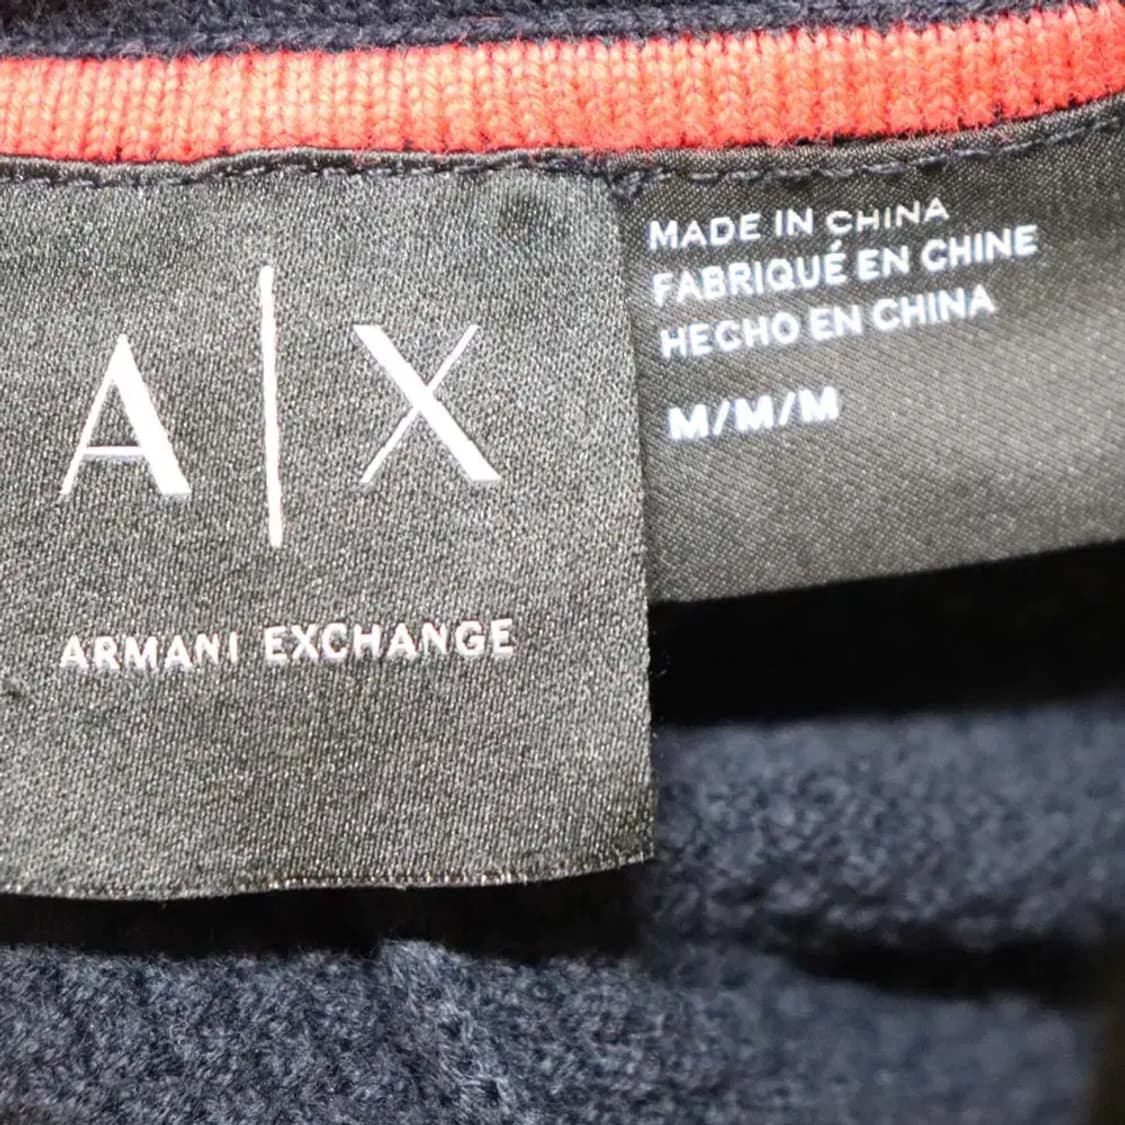 A|X
ARMANI EXCHANGE
MADE IN CHINA
FABRIQUÉ EN CHINE
HECHO EN CHINA
M/M/M